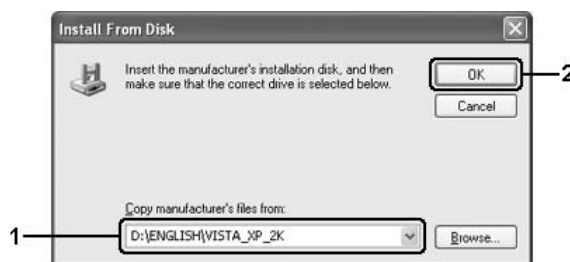 Install From Disk
Insert the manufacturer's installation disk, and then
make sure that the correct drive is selected below.
OK
2
Cancel
Copy manufacturer's files from:
1
D:\ENGLISH\VISTA_XP_2K
Browse...